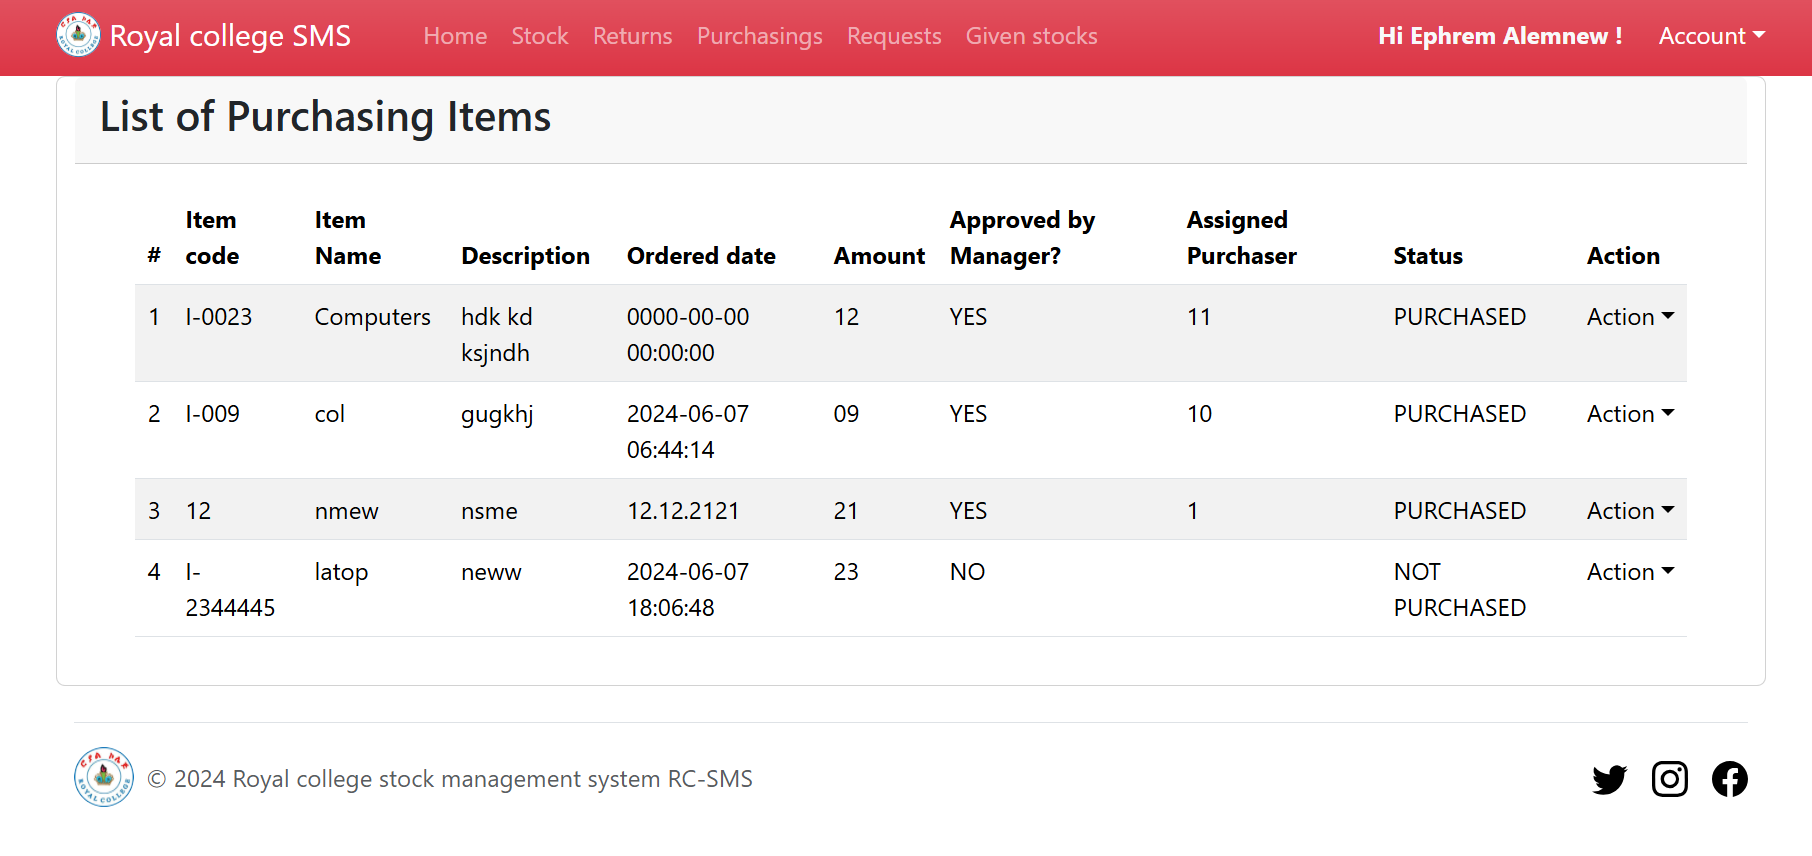 Royal college SMS Home Stock Returns Purchasings Requests Given stocks Hi Ephrem Alemnew ! Account
List of Purchasing Items
# Item code Item Name Description Ordered date Amount Approved by Manager? Assigned Purchaser Status Action
1 I-0023 Computers hdk kd ksjndh 0000-00-00 00:00:00 12 YES 11 PURCHASED Action
2 I-009 col gugkhj 2024-06-07 06:44:14 09 YES 10 PURCHASED Action
3 12 nmew nsme 12.12.2121 21 YES 1 PURCHASED Action
4 I-2344445 latop neww 2024-06-07 18:06:48 23 NO NOT PURCHASED Action
ROYAL COLLEGE
© 2024 Royal college stock management system RC-SMS